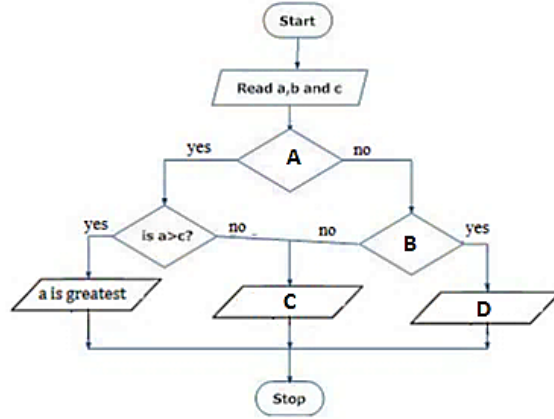 Start
Read a,b and c
yes
A
no
yes
is a>c?
no
no
B
yes
a is greatest
C
D
Stop